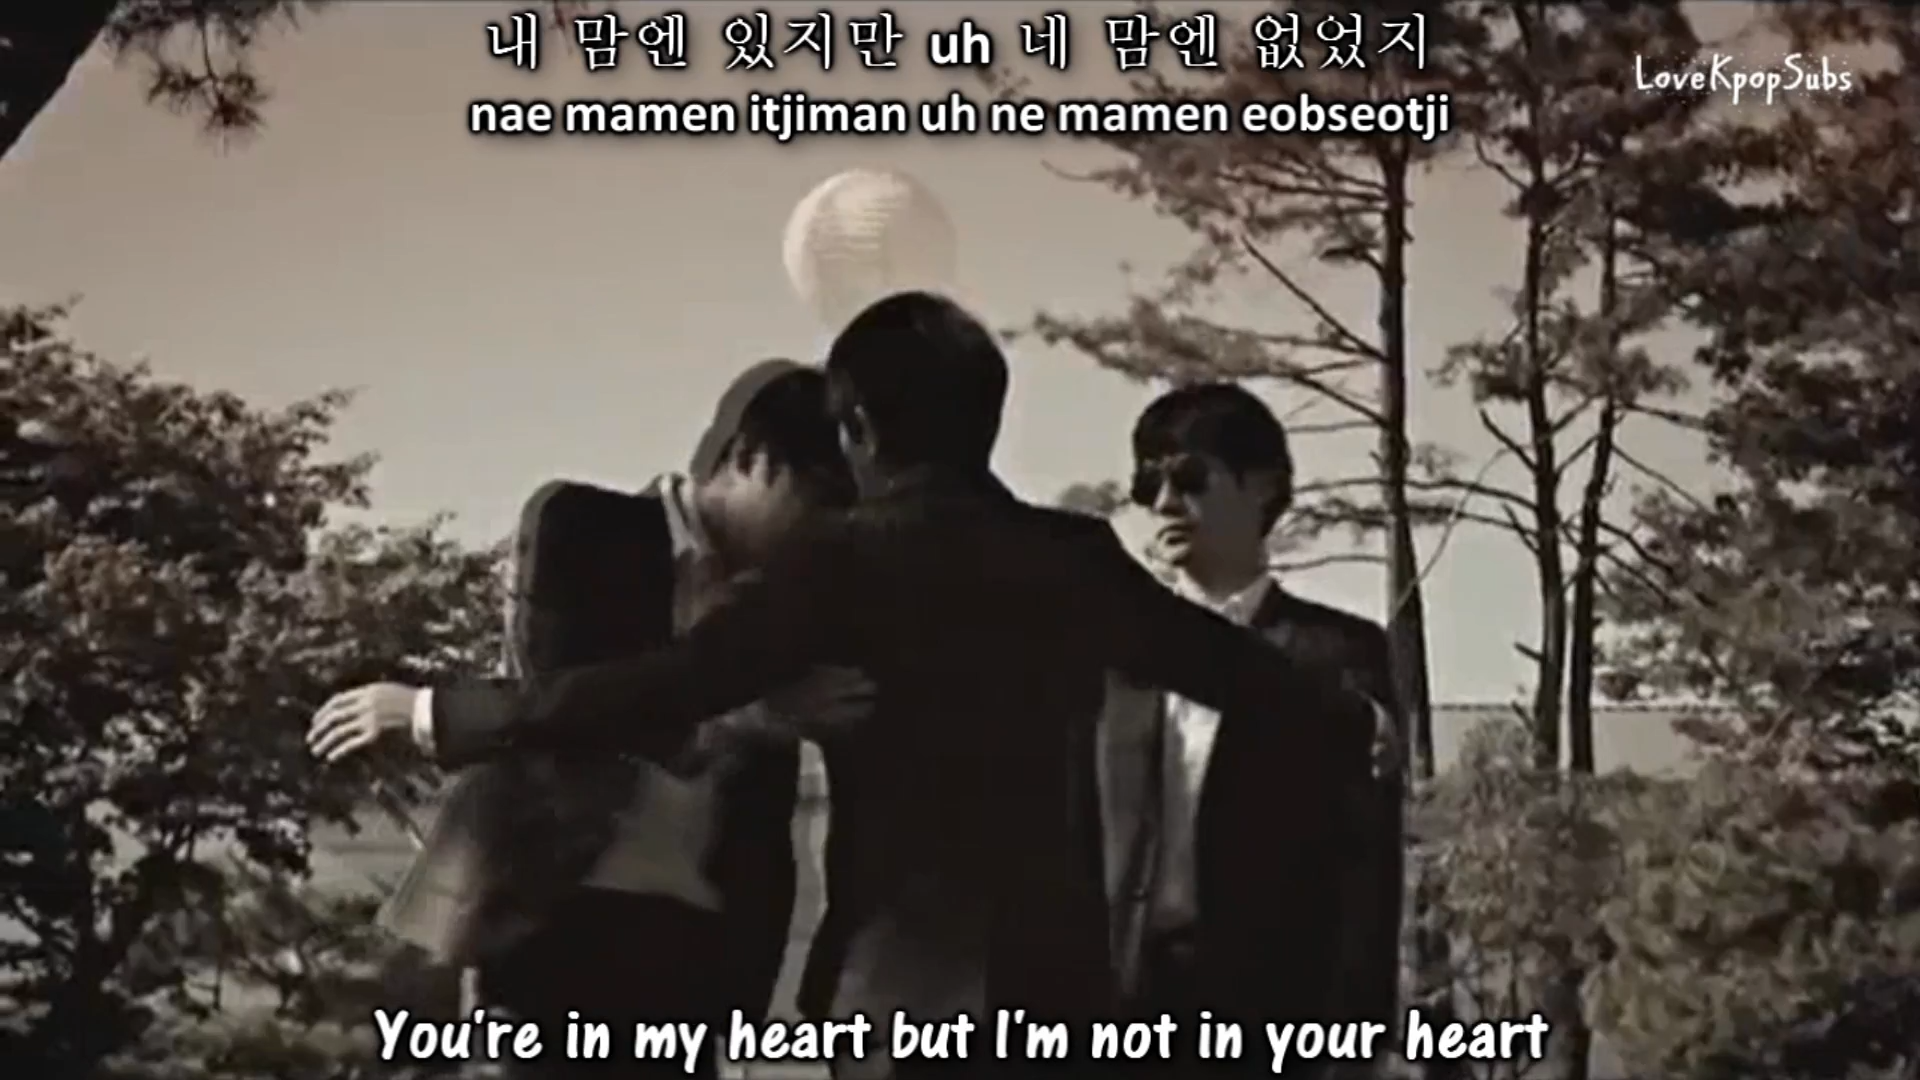 내 맘엔 있지만 uh 네 맘엔 없었지
LoveKpopSubs
nae mamen itjiman uh ne mamen eobseotji
You're in my heart but I'm not in your heart